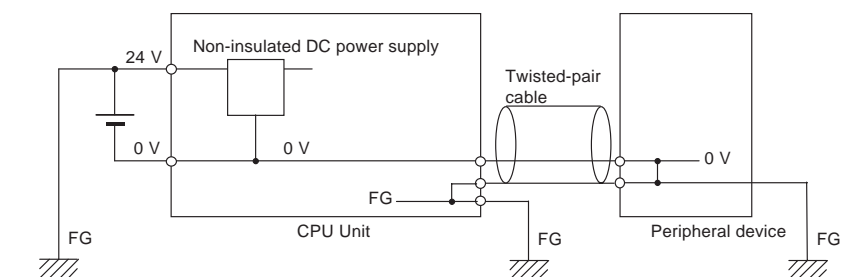 Non-insulated DC power supply
24 V
Twisted-pair
cable
0 V
0 V
0 V
FG
CPU Unit
Peripheral device
FG
FG
FG